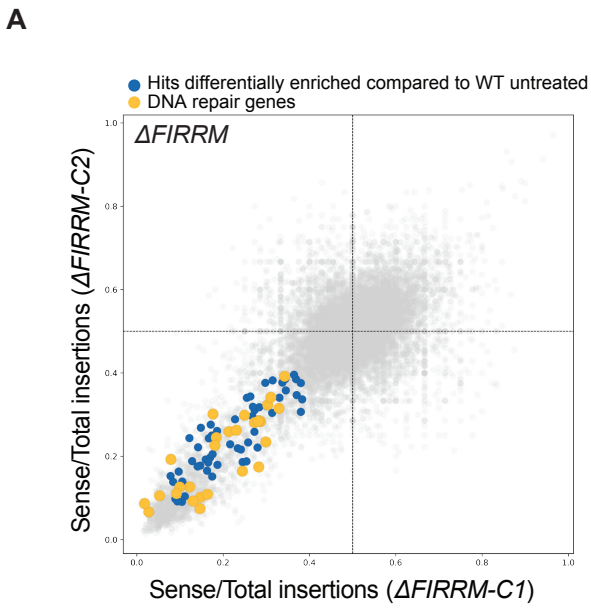 A
Hits differentially enriched compared to WT untreated
DNA repair genes
ΔFIRRM
Sense/Total insertions (ΔFIRRM-C2)
1.0
0.8
0.6
0.4
0.2
0.0
0.0 0.2 0.4 0.6 0.8 1.0
Sense/Total insertions (ΔFIRRM-C1)